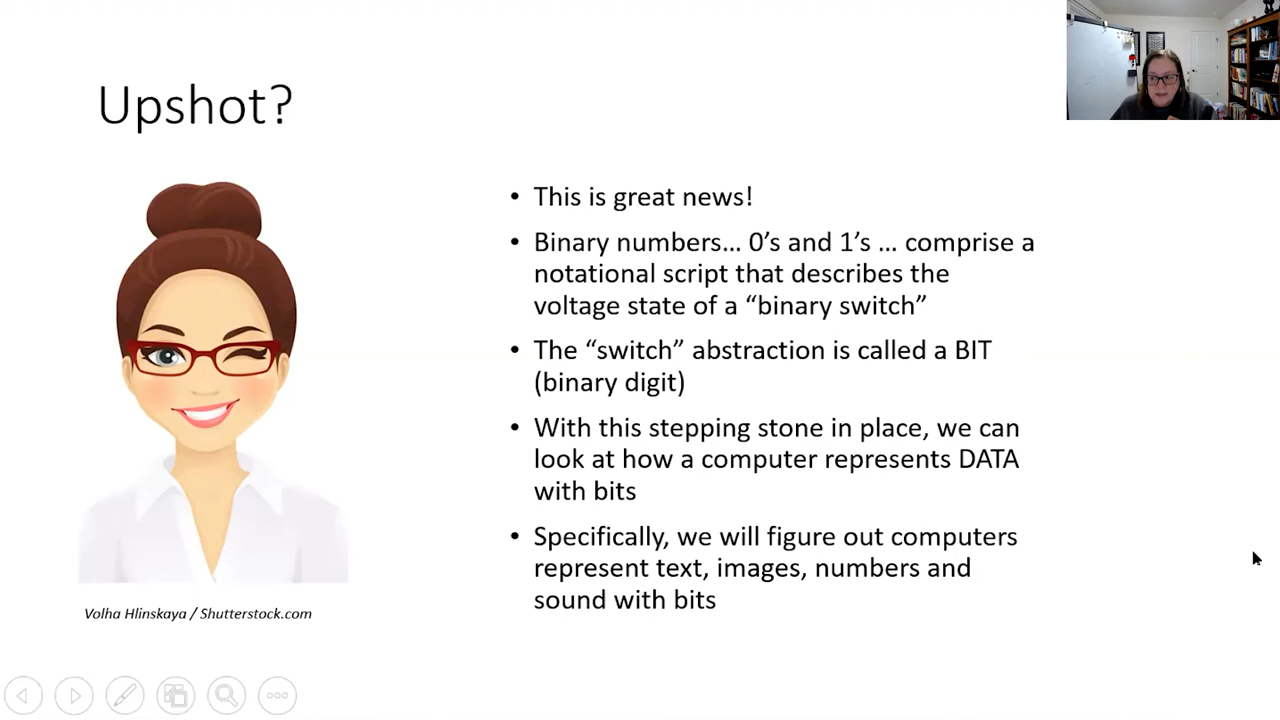 Upshot?
• This is great news!
• Binary numbers… 0’s and 1’s … comprise a
notational script that describes the
voltage state of a “binary switch”
• The “switch” abstraction is called a BIT
(binary digit)
• With this stepping stone in place, we can
look at how a computer represents DATA
with bits
• Specifically, we will figure out computers
represent text, images, numbers and
sound with bits
Volha Hlinskaya / Shutterstock.com